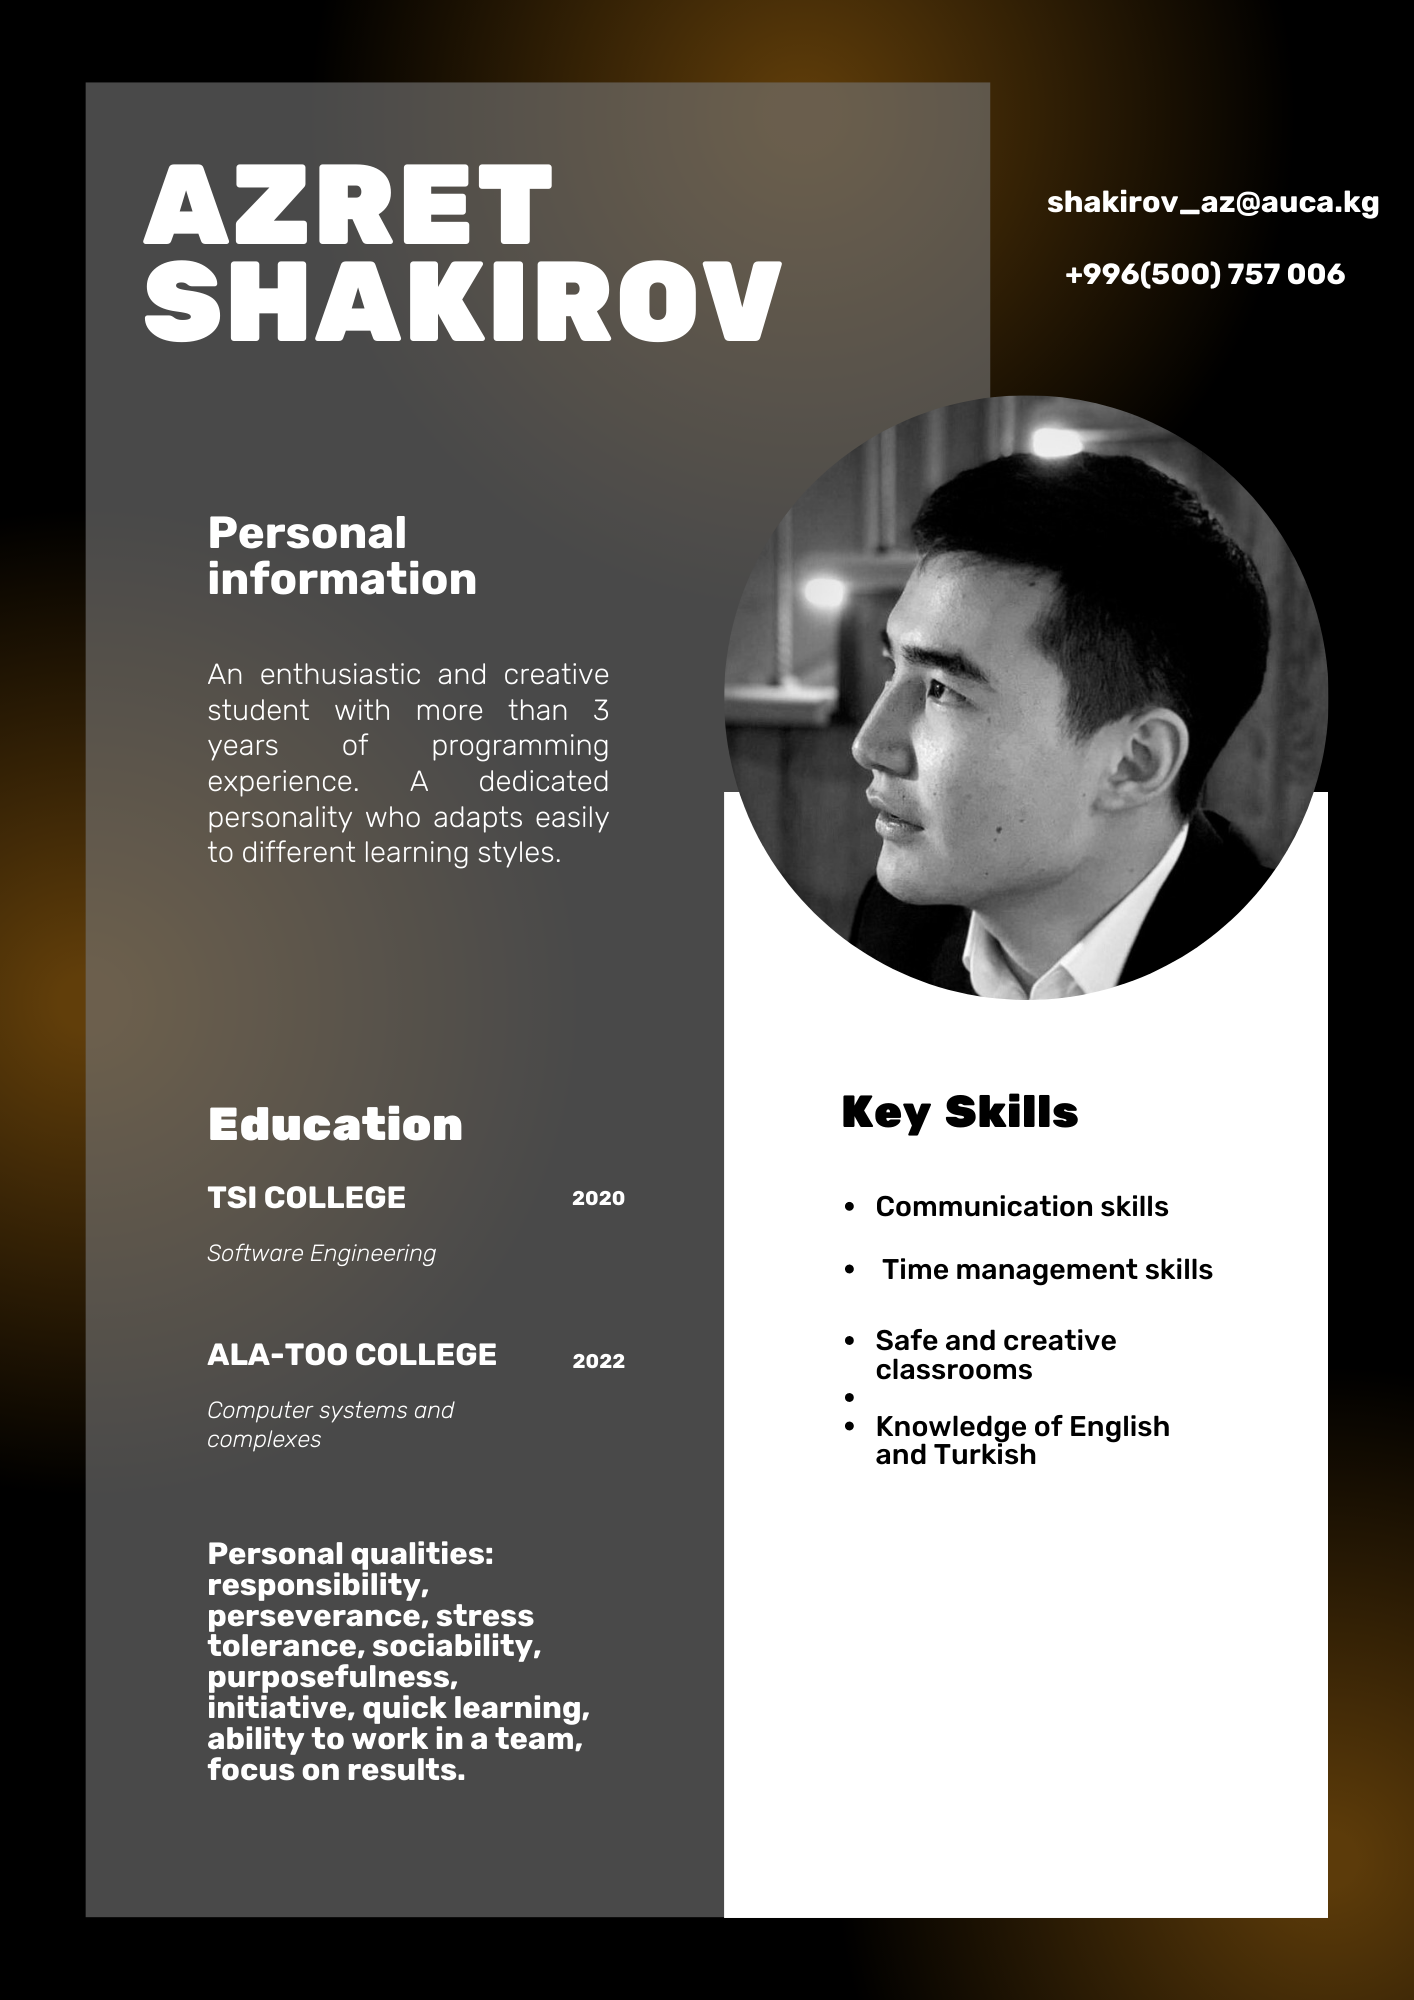 AZRET
SHAKIROV
shakirov_az@auca.kg
+996(500) 757 006
Personal
information
An enthusiastic and creative
student with more than 3
years of programming
experience. A dedicated
personality who adapts easily
to different learning styles.
Education
TSI COLLEGE 2020
Software Engineering
ALA-TOO COLLEGE 2022
Computer systems and
complexes
Personal qualities:
responsibility,
perseverance, stress
tolerance, sociability,
purposefulness,
initiative, quick learning,
ability to work in a team,
focus on results.
Key Skills
• Communication skills
• Time management skills
• Safe and creative
classrooms
•
• Knowledge of English
and Turkish